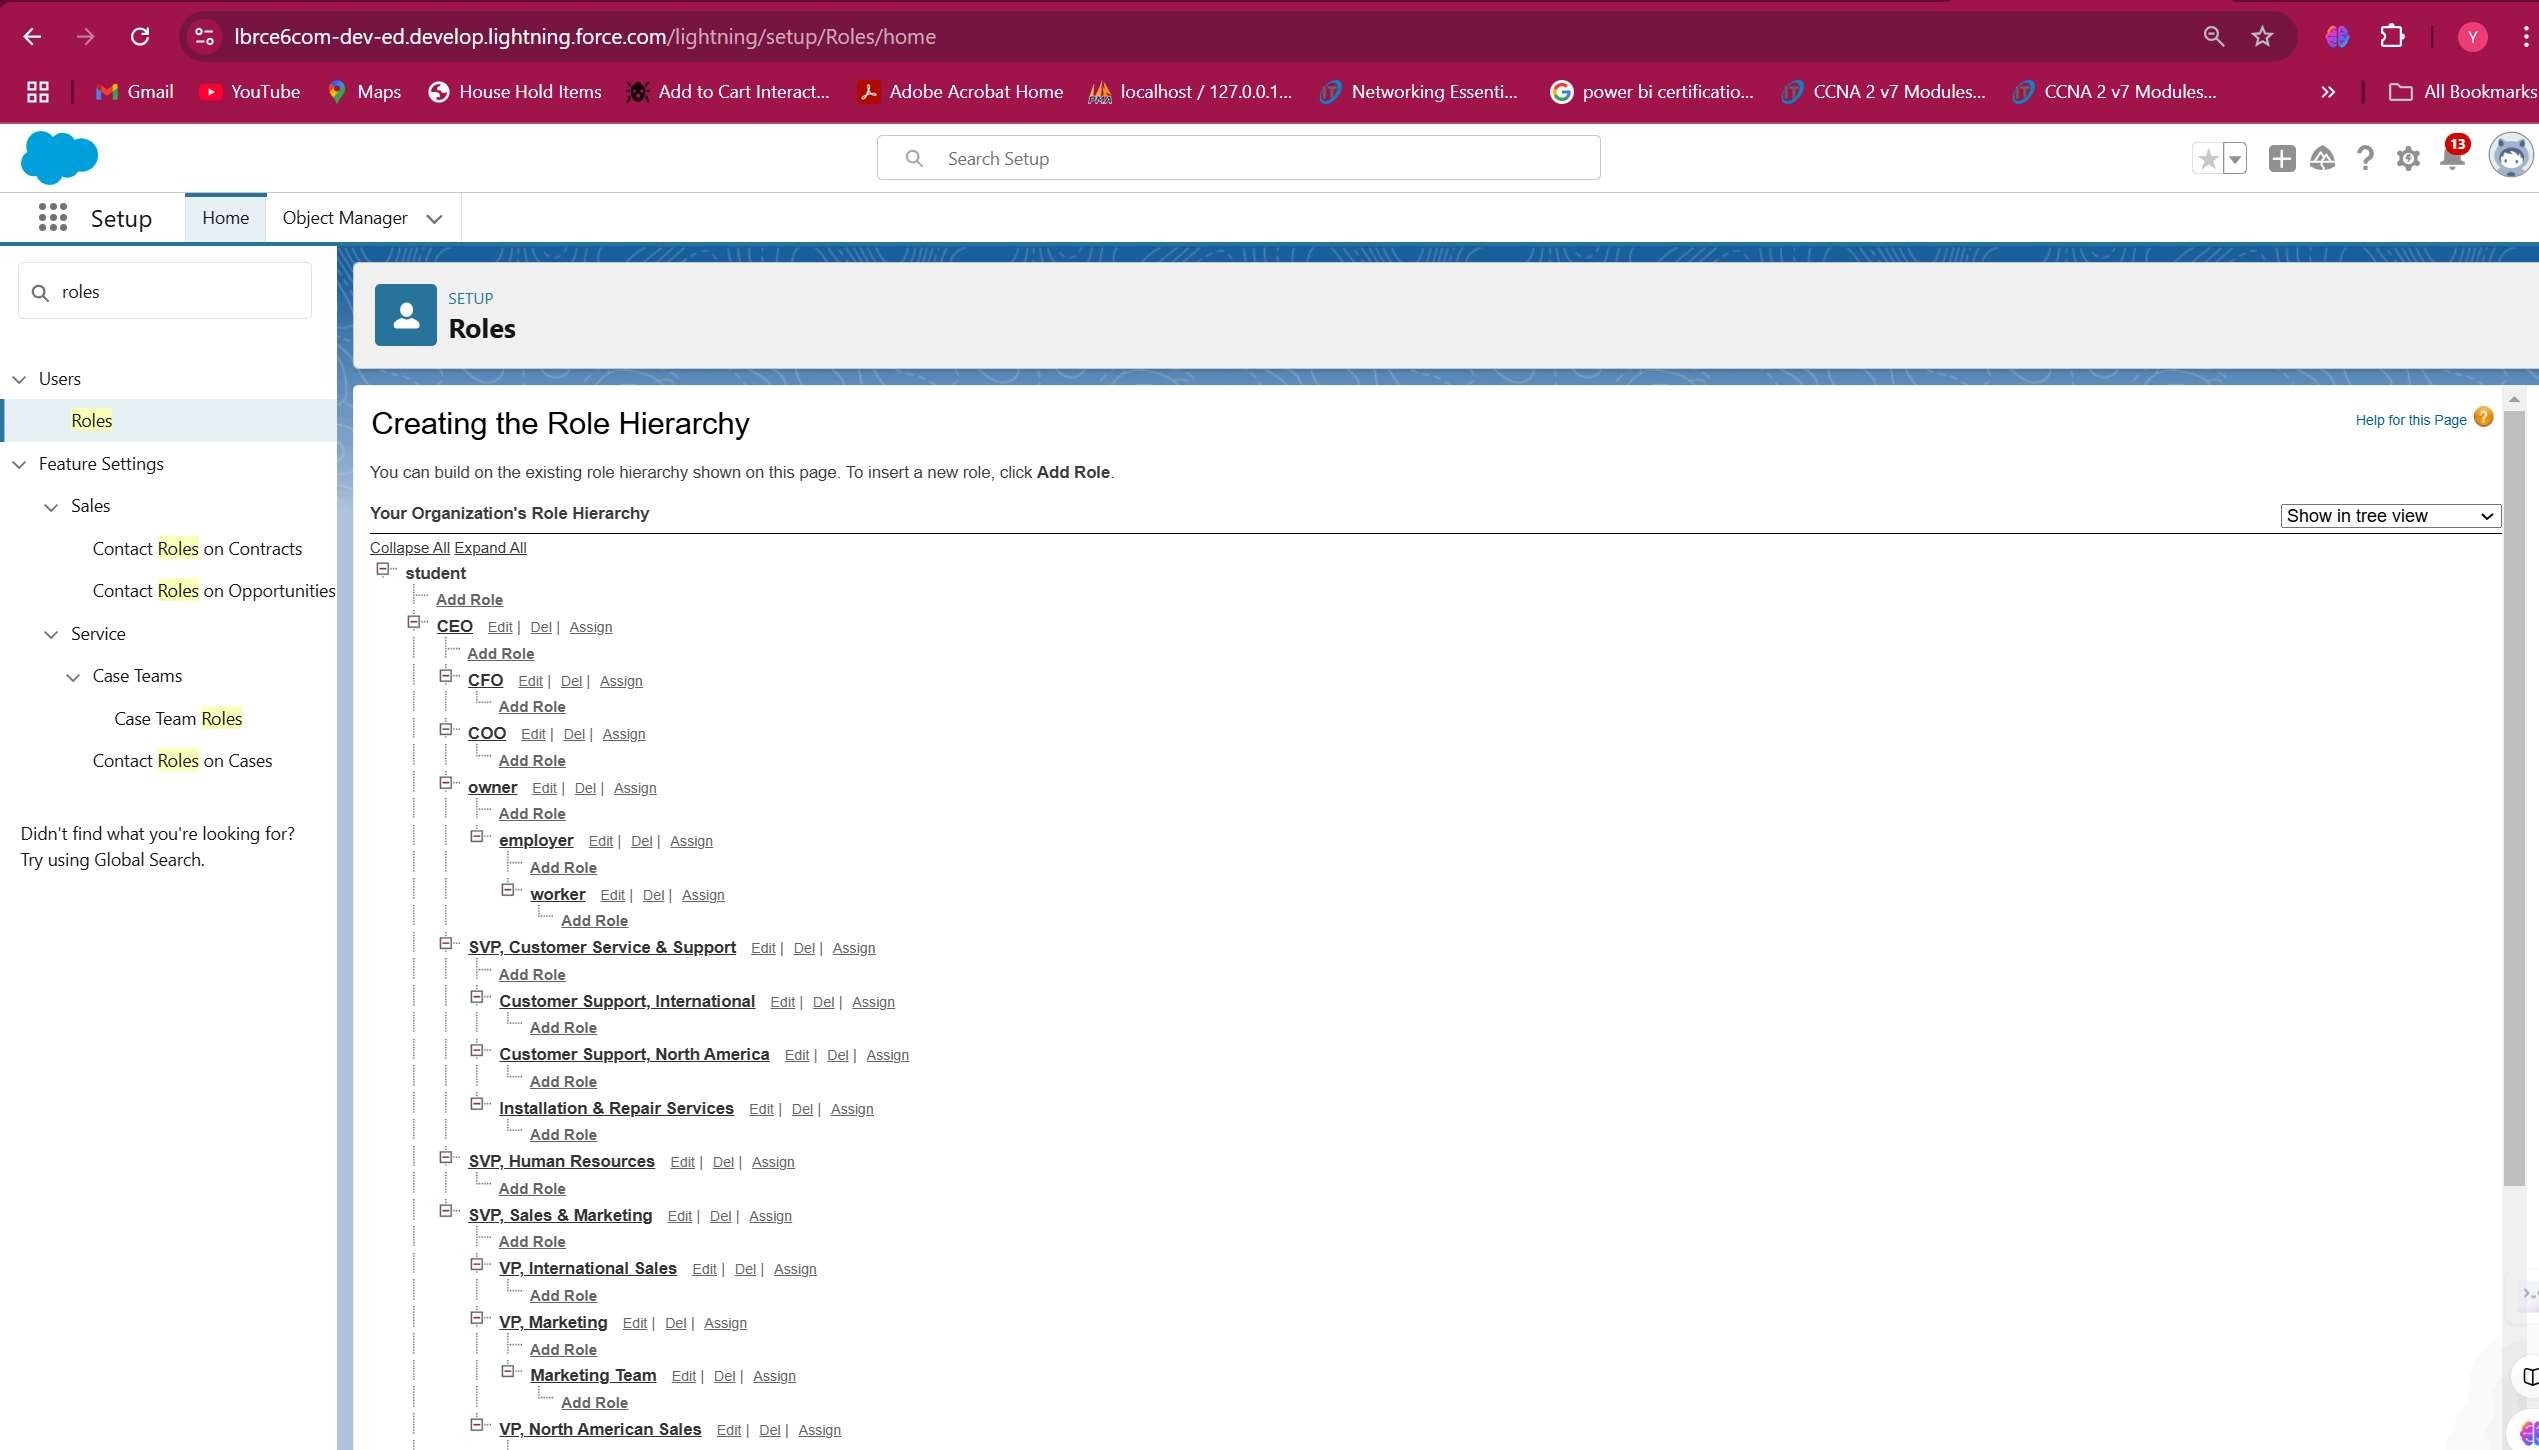 lbrce6com-dev-ed.develop.lightning.force.com/lightning/setup/Roles/home
Y
Gmail
YouTube
Maps
House Hold Items
Add to Cart Interact...
Adobe Acrobat Home
localhost / 127.0.0.1...
Networking Essenti...
power bi certificatio...
CCNA 2 v7 Modules...
CCNA 2 v7 Modules...
All Bookmarks
Search Setup
13
Setup
Home
Object Manager
roles
SETUP
Roles
Users
Roles
Feature Settings
Sales
Contact Roles on Contracts
Contact Roles on Opportunities
Service
Case Teams
Case Team Roles
Contact Roles on Cases
Didn't find what you're looking for?
Try using Global Search.
Creating the Role Hierarchy
Help for this Page ?
You can build on the existing role hierarchy shown on this page. To insert a new role, click Add Role.
Your Organization's Role Hierarchy
Show in tree view
Collapse All Expand All
student
Add Role
CEO Edit | Del | Assign
Add Role
CFO Edit | Del | Assign
Add Role
COO Edit | Del | Assign
Add Role
owner Edit | Del | Assign
Add Role
employer Edit | Del | Assign
Add Role
worker Edit | Del | Assign
Add Role
SVP, Customer Service & Support Edit | Del | Assign
Add Role
Customer Support, International Edit | Del | Assign
Add Role
Customer Support, North America Edit | Del | Assign
Add Role
Installation & Repair Services Edit | Del | Assign
Add Role
SVP, Human Resources Edit | Del | Assign
Add Role
SVP, Sales & Marketing Edit | Del | Assign
Add Role
VP, International Sales Edit | Del | Assign
Add Role
VP, Marketing Edit | Del | Assign
Add Role
Marketing Team Edit | Del | Assign
Add Role
VP, North American Sales Edit | Del | Assign